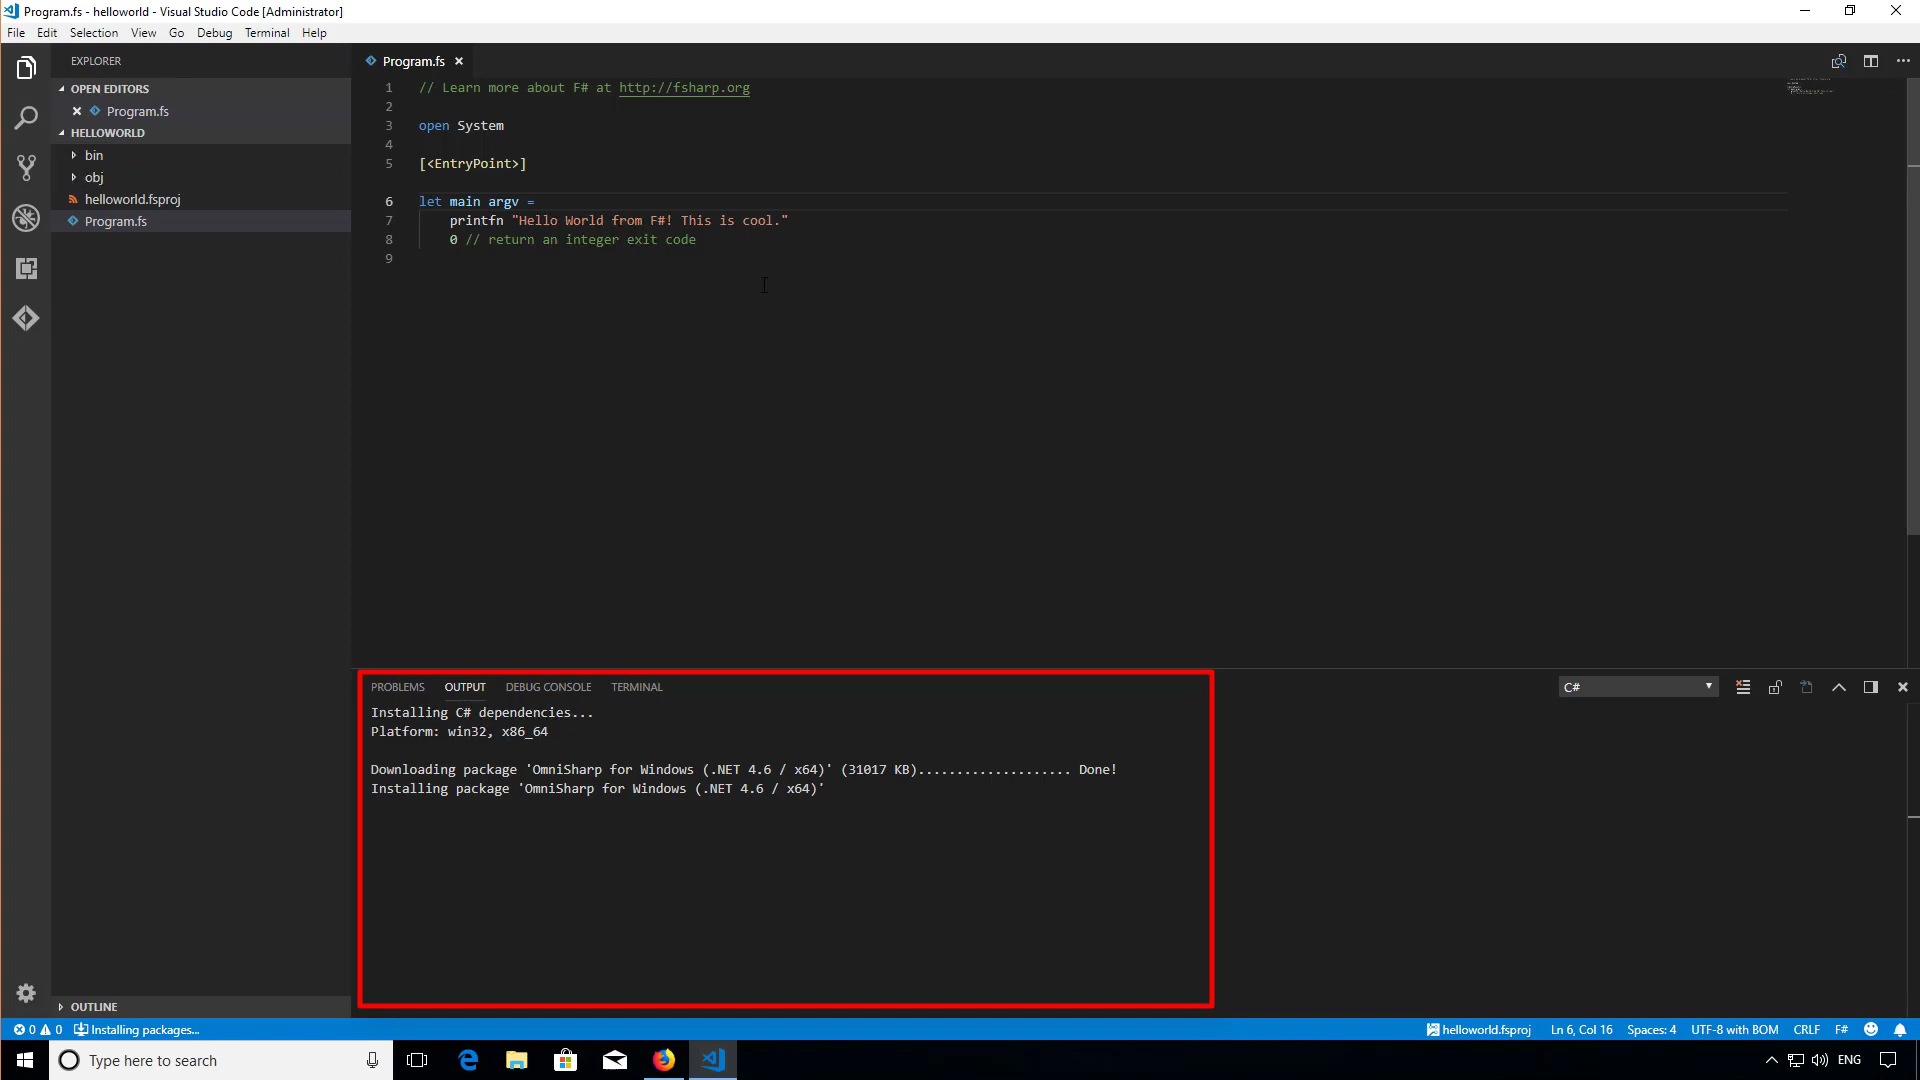 Program.fs - helloworld - Visual Studio Code [Administrator]
File Edit Selection View Go Debug Terminal Help
EXPLORER
OPEN EDITORS
Program.fs
HELLOWORLD
bin
obj
helloworld.fsproj
Program.fs
OUTLINE
Program.fs
1 // Learn more about F# at http://fsharp.org
2
3 open System
4
5 [<EntryPoint>]
6 let main argv =
7 printfn "Hello World from F#! This is cool."
8 0 // return an integer exit code
9
PROBLEMS OUTPUT DEBUG CONSOLE TERMINAL C#
Installing C# dependencies...
Platform: win32, x86_64
Downloading package 'OmniSharp for Windows (.NET 4.6 / x64)' (31017 KB).................... Done!
Installing package 'OmniSharp for Windows (.NET 4.6 / x64)'
0 0 Installing packages... helloworld.fsproj Ln 6, Col 16 Spaces: 4 UTF-8 with BOM CRLF F#
Type here to search ENG